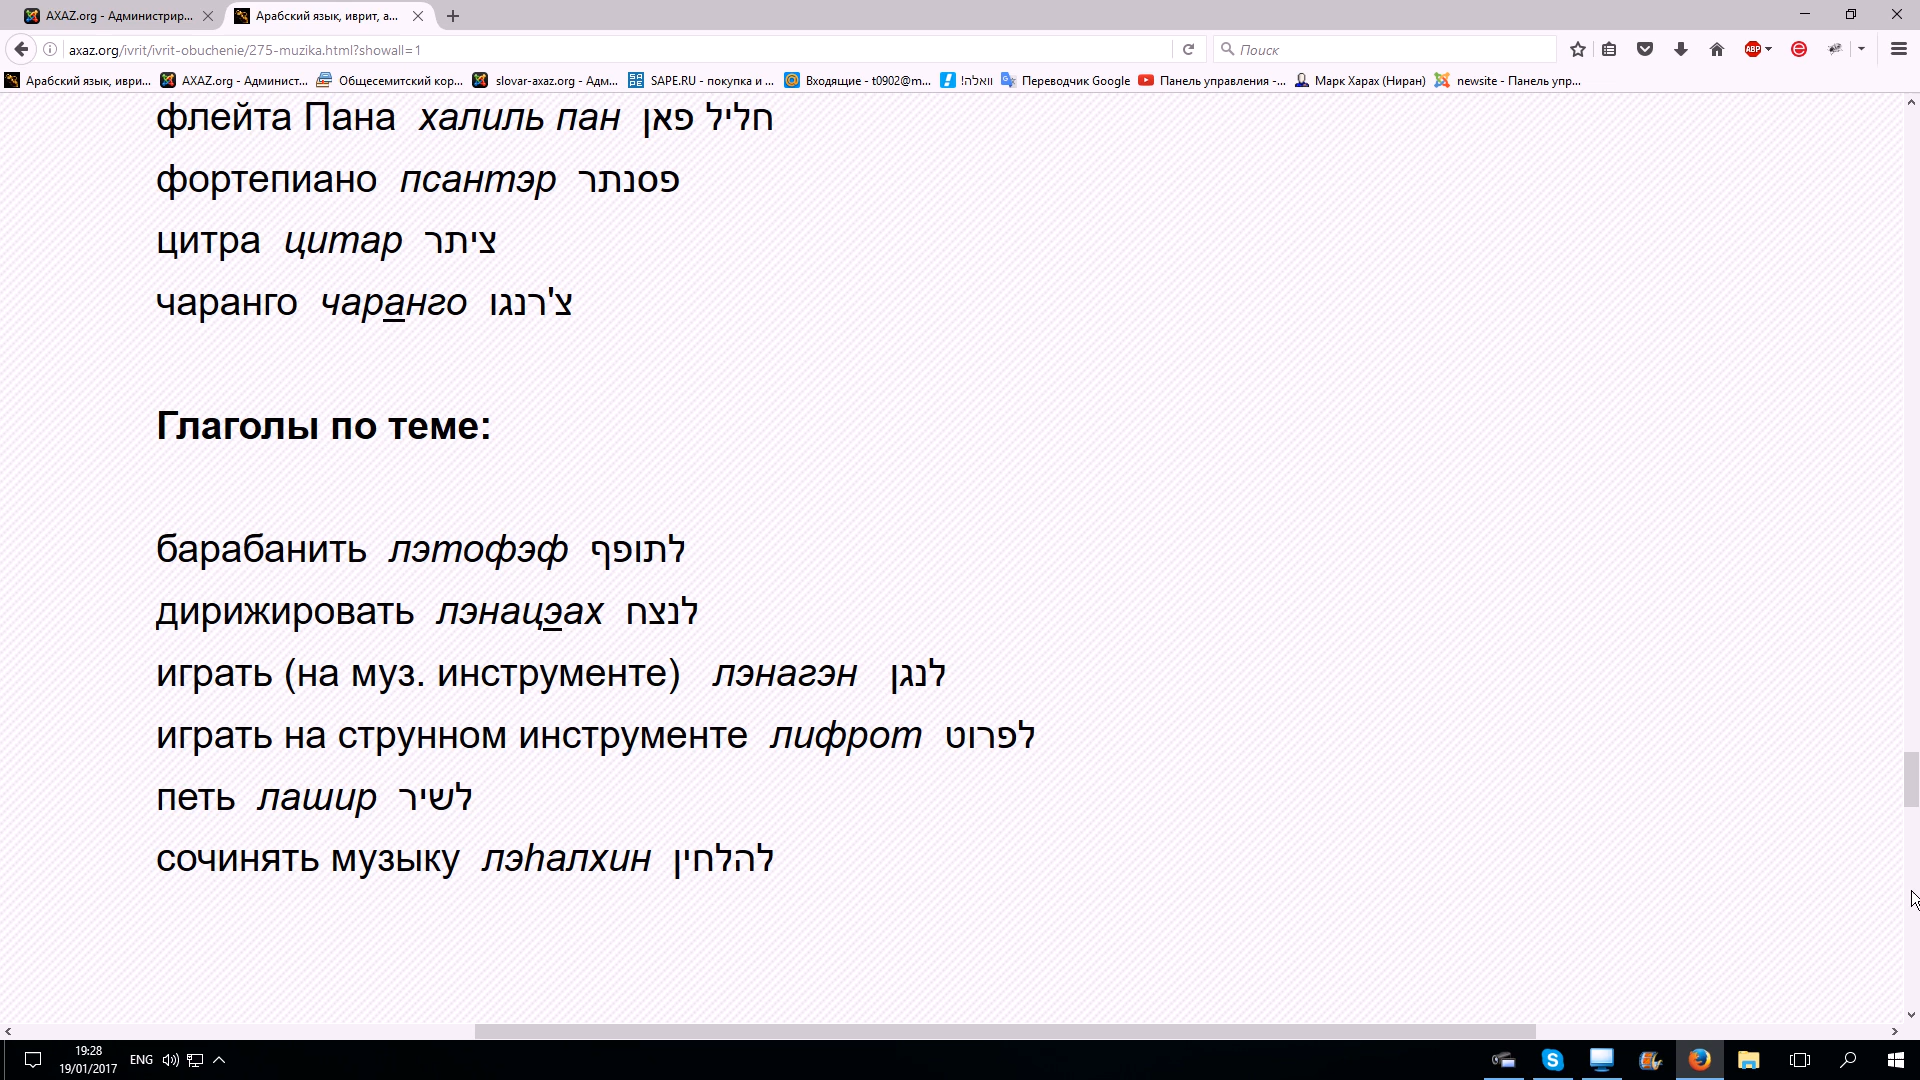 AXAZ.org - Администрир...
Арабский язык, иврит, а...
axaz.org/ivrit/ivrit-obuchenie/275-muzika.html?showall=1
Поиск
ABP
Арабский язык, иври...
AXAZ.org - Админист...
Общесемитский кор...
slovar-axaz.org - Адм...
SAPE.RU - покупка и ...
Входящие - t0902@m...
וואלה!
Переводчик Google
Панель управления -...
Марк Харах (Ниран)
newsite - Панель упр...
флейта Пана халиль пан חליל פאן
фортепиано псантэр פסנתר
цитра цитар ציתר
чаранго чаранго צ'רנגו
Глаголы по теме:
барабанить лэтофэф לתופף
дирижировать лэнацэах לנצח
играть (на муз. инструменте) лэнагэн לנגן
играть на струнном инструменте лифрот לפרוט
петь лашир לשיר
сочинять музыку лэhалхин להלחין
19:28
19/01/2017
ENG